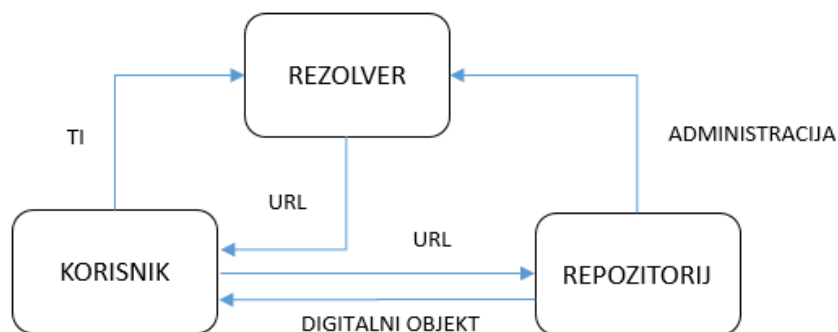 REZOLVER
TI
ADMINISTRACIJA
URL
URL
KORISNIK
REPOZITORIJ
DIGITALNI OBJEKT